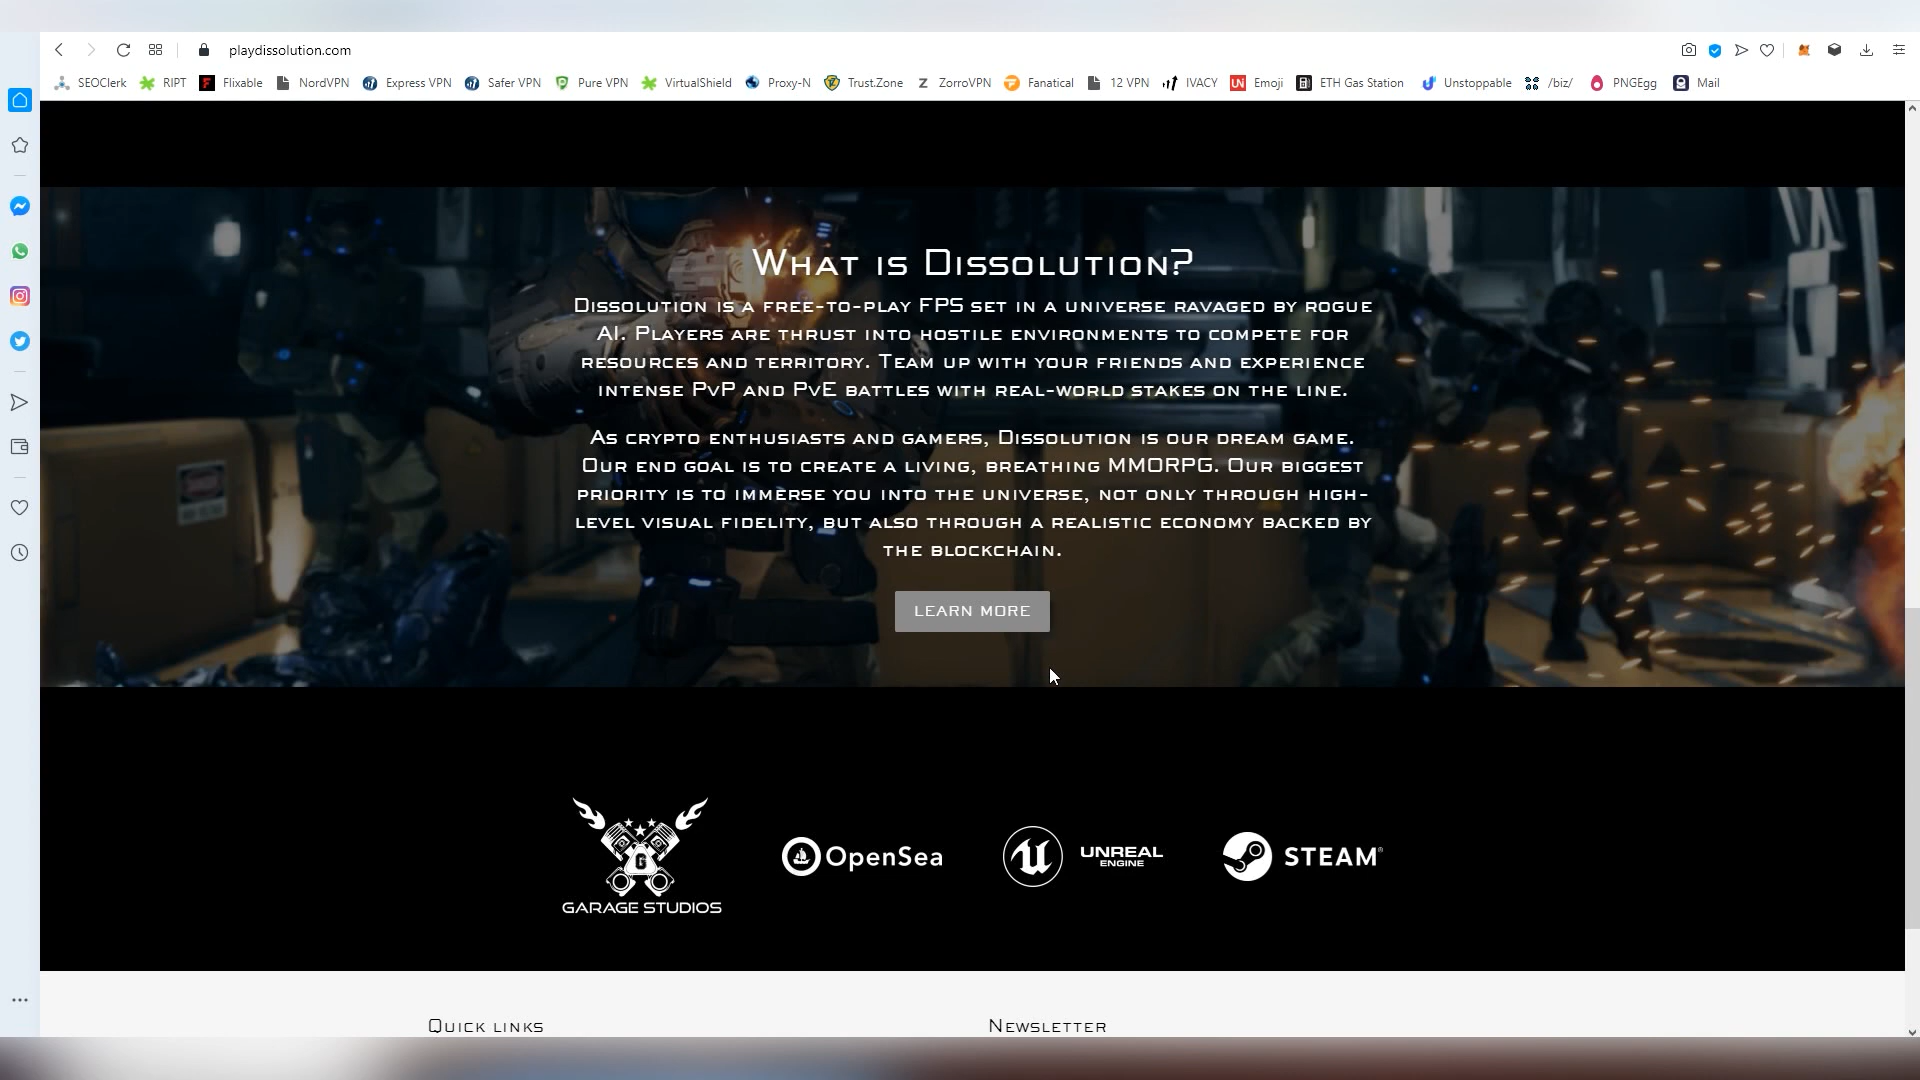 playdissolution.com
SEOClerk RIPT Flixable NordVPN Express VPN Safer VPN Pure VPN VirtualShield Proxy-N Trust.Zone ZorroVPN Fanatical 12 VPN IVACY Emoji ETH Gas Station Unstoppable /biz/ PNGEgg Mail
What is Dissolution?
Dissolution is a free-to-play FPS set in a universe ravaged by rogue
AI. Players are thrust into hostile environments to compete for
resources and territory. Team up with your friends and experience
intense PvP and PvE battles with real-world stakes on the line.
As crypto enthusiasts and gamers, Dissolution is our dream game.
Our end goal is to create a living, breathing MMORPG. Our biggest
priority is to immerse you into the universe, not only through high-
level visual fidelity, but also through a realistic economy backed by
the blockchain.
LEARN MORE
GARAGE STUDIOS
OpenSea
UNREAL
ENGINE
STEAM®
Quick links
Newsletter